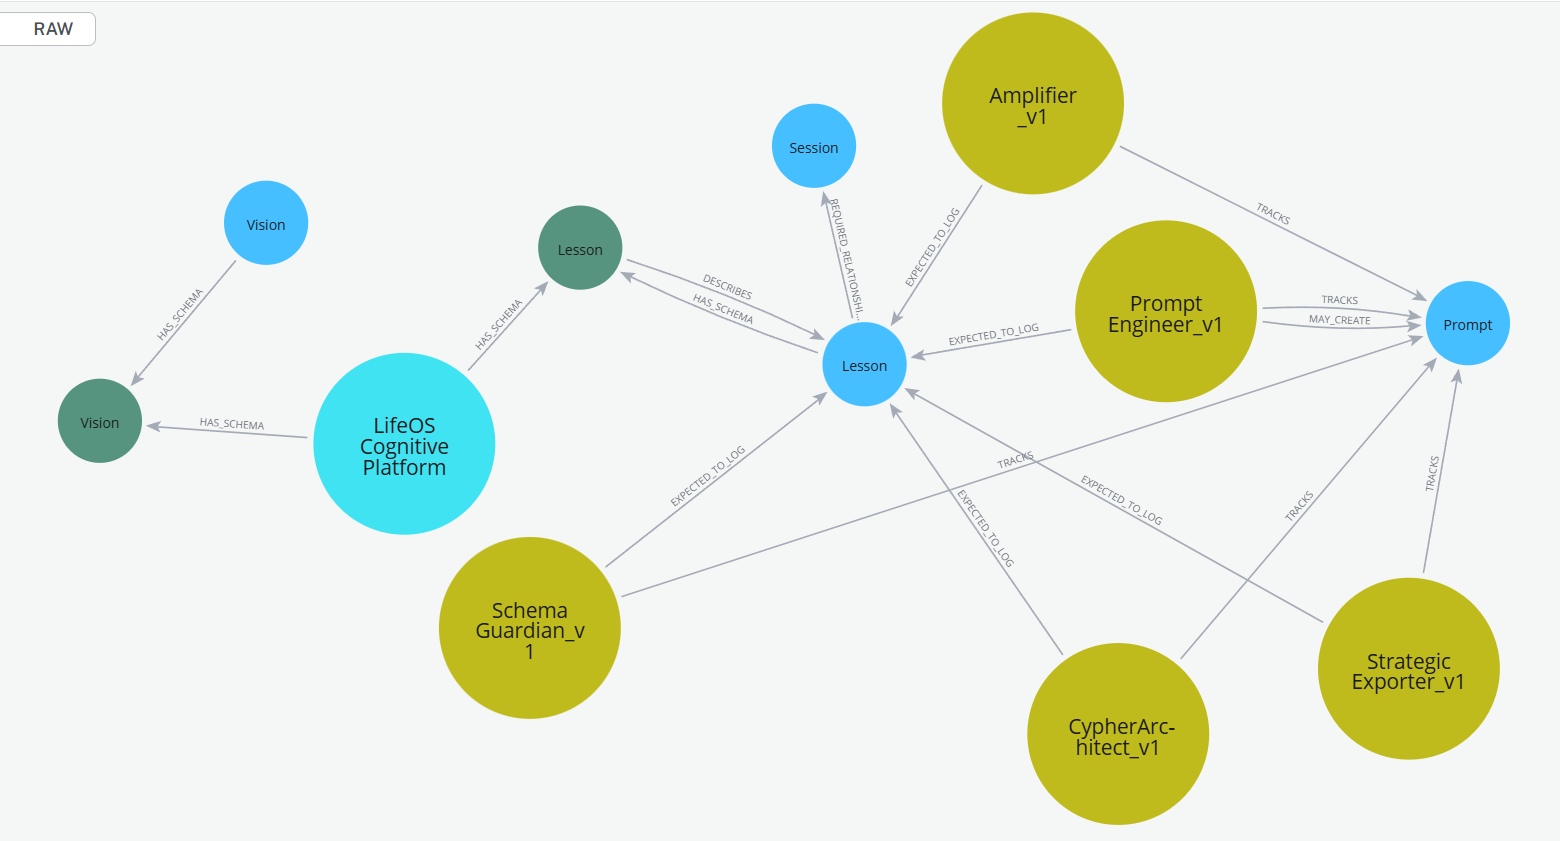 RAW
Amplifier
_v1
Session
Vision
Lesson
REQUIRED_RELATIONSHI...
EXPECTED_TO_LOG
TRACKS
HAS_SCHEMA
DESCRIBES
HAS_SCHEMA
HAS_SCHEMA
Prompt
Engineer_v1
TRACKS
MAY_CREATE
Prompt
EXPECTED_TO_LOG
Lesson
Vision
HAS_SCHEMA
LifeOS
Cognitive
Platform
EXPECTED_TO_LOG
TRACKS
EXPECTED_TO_LOG
EXPECTED_TO_LOG
TRACKS
TRACKS
Schema
Guardian_v
1
CypherArc-
hitect_v1
Strategic
Exporter_v1